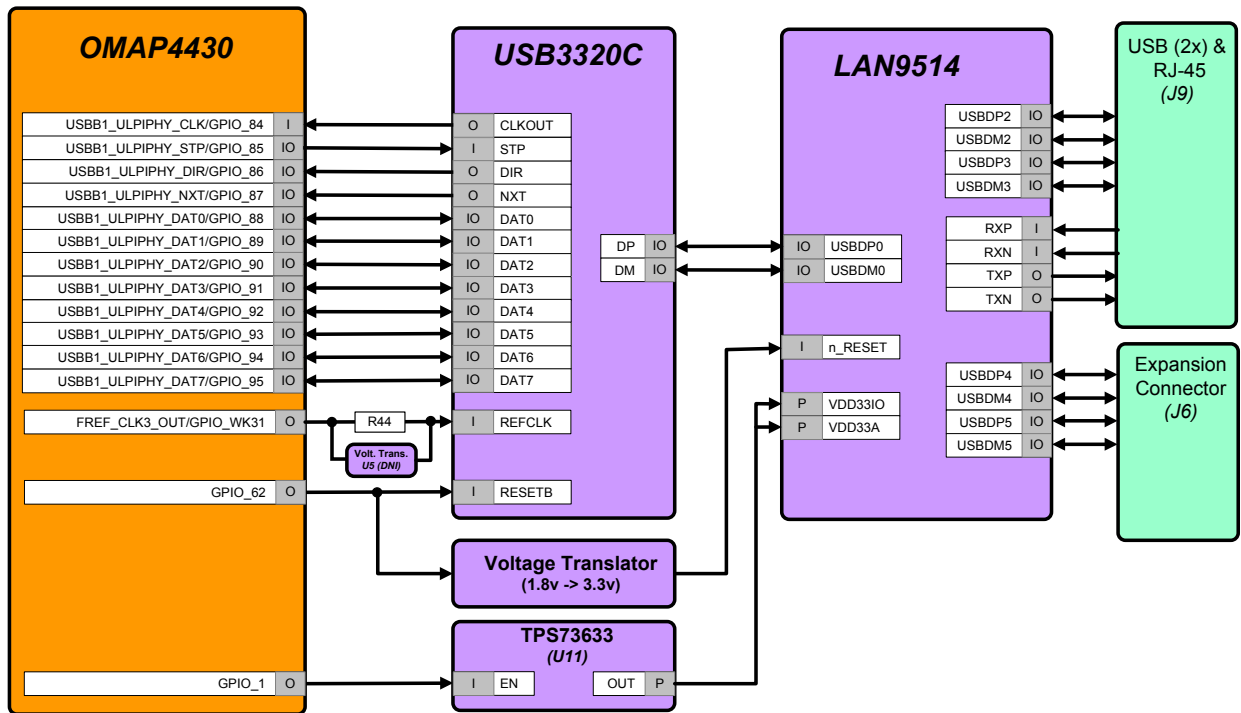 OMAP4430
USBB1_ULPIPHY_CLK/GPIO_84 I
USBB1_ULPIPHY_STP/GPIO_85 IO
USBB1_ULPIPHY_DIR/GPIO_86 IO
USBB1_ULPIPHY_NXT/GPIO_87 IO
USBB1_ULPIPHY_DAT0/GPIO_88 IO
USBB1_ULPIPHY_DAT1/GPIO_89 IO
USBB1_ULPIPHY_DAT2/GPIO_90 IO
USBB1_ULPIPHY_DAT3/GPIO_91 IO
USBB1_ULPIPHY_DAT4/GPIO_92 IO
USBB1_ULPIPHY_DAT5/GPIO_93 IO
USBB1_ULPIPHY_DAT6/GPIO_94 IO
USBB1_ULPIPHY_DAT7/GPIO_95 IO
FREF_CLK3_OUT/GPIO_WK31 O
GPIO_62 O
GPIO_1 O
R44
Volt. Trans.
U5 (DNI)
USB3320C
O CLKOUT
I STP
O DIR
O NXT
IO DAT0
IO DAT1
IO DAT2
IO DAT3
IO DAT4
IO DAT5
IO DAT6
IO DAT7
I REFCLK
I RESETB
DP IO
DM IO
Voltage Translator
(1.8v -> 3.3v)
TPS73633
(U11)
I EN OUT P
LAN9514
IO USBDP0
IO USBDM0
I n_RESET
P VDD33IO
P VDD33A
USBDP2 IO
USBDM2 IO
USBDP3 IO
USBDM3 IO
RXP I
RXN I
TXP O
TXN O
USBDP4 IO
USBDM4 IO
USBDP5 IO
USBDM5 IO
USB (2x) &
RJ-45
(J9)
Expansion
Connector
(J6)